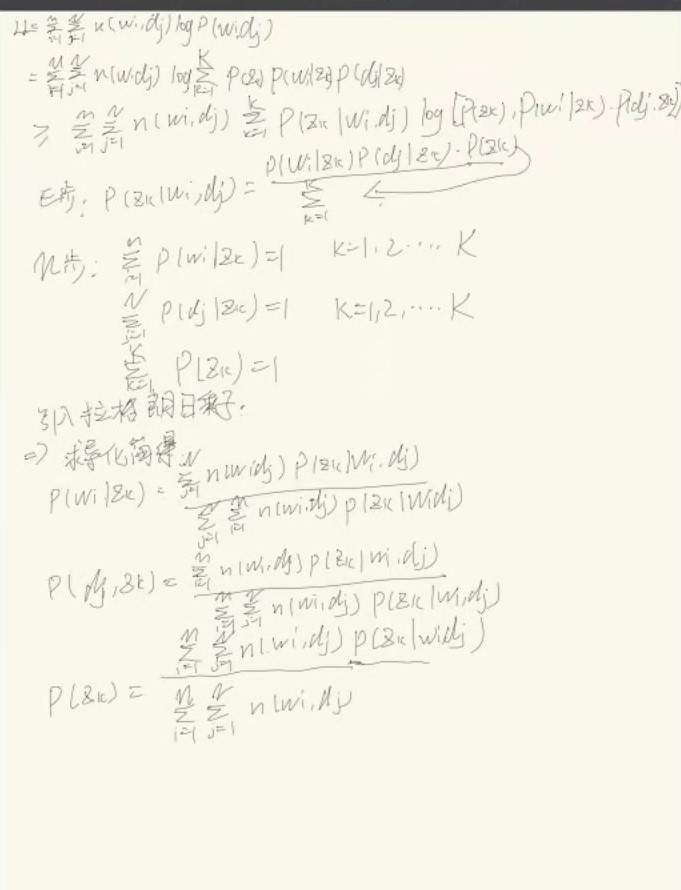 L = Σ_{i=1}^{M} Σ_{j=1}^{N} n(wi,dj) log P(wi,dj)
= Σ_{i=1}^{M} Σ_{j=1}^{N} n(wi,dj) log Σ_{k=1}^{K} P(zk) P(wi|zk) P(dj|zk)
≥ Σ_{i=1}^{M} Σ_{j=1}^{N} n(wi,dj) Σ_{k=1}^{K} P(zk|wi,dj) log [P(zk)·P(wi|zk)·P(dj,zk)]
E步: P(zk|wi,dj) = P(wi|zk)P(dj|zk)·P(zk) / Σ_{k=1}^{K}
M步: Σ_{i=1}^{M} P(wi|zk)=1 k=1,2····K
Σ_{j=1}^{N} P(dj|zk)=1 k=1,2,····K
Σ_{k=1}^{K} P(zk)=1
引入拉格朗日乘子.
=> 求导化简得
P(wi|zk) = Σ_{j=1}^{N} n(wi,dj) P(zk|wi,dj) / Σ_{j=1}^{N} Σ_{i=1}^{M} n(wi,dj) P(zk|wi,dj)
P(dj,zk) = Σ_{i=1}^{M} n(wi,dj) P(zk|wi,dj) / Σ_{i=1}^{M} Σ_{j=1}^{N} n(wi,dj) P(zk|wi,dj)
P(zk) = Σ_{i=1}^{M} Σ_{j=1}^{N} n(wi,dj) P(zk|wi,dj) / Σ_{i=1}^{M} Σ_{j=1}^{N} n(wi,dj)